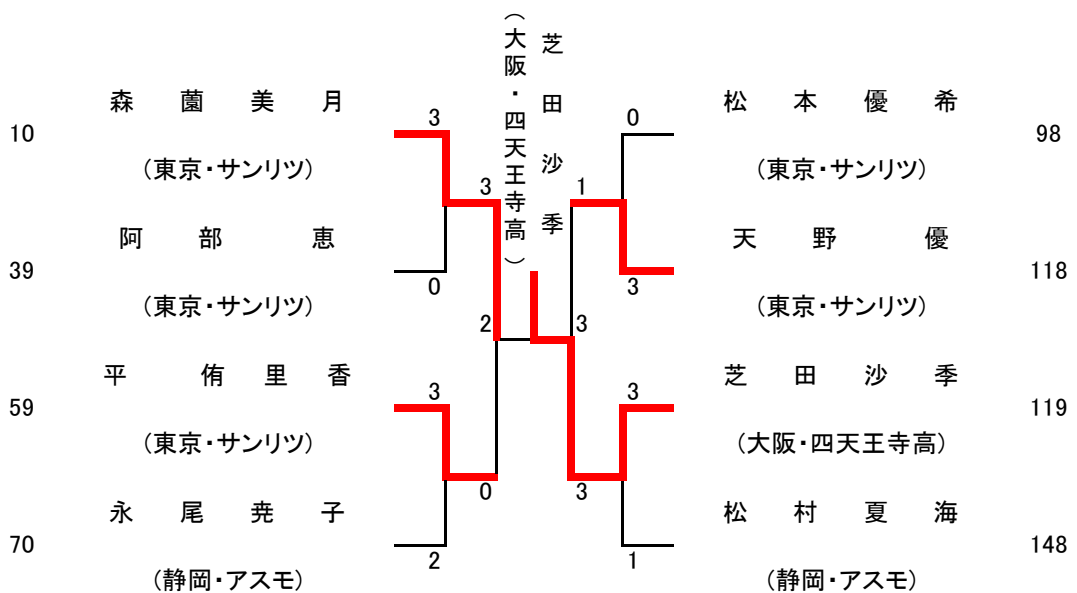 芝田沙季
（大阪・四天王寺高）
10 森薗美月 3
（東京・サンリツ）
39 阿部恵 0
（東京・サンリツ）
59 平侑里香 3
（東京・サンリツ）
70 永尾尭子 2
（静岡・アスモ）
3
0
2
3
1
3
0 松本優希 98
（東京・サンリツ）
3 天野優 118
（東京・サンリツ）
3 芝田沙季 119
（大阪・四天王寺高）
1 松村夏海 148
（静岡・アスモ）